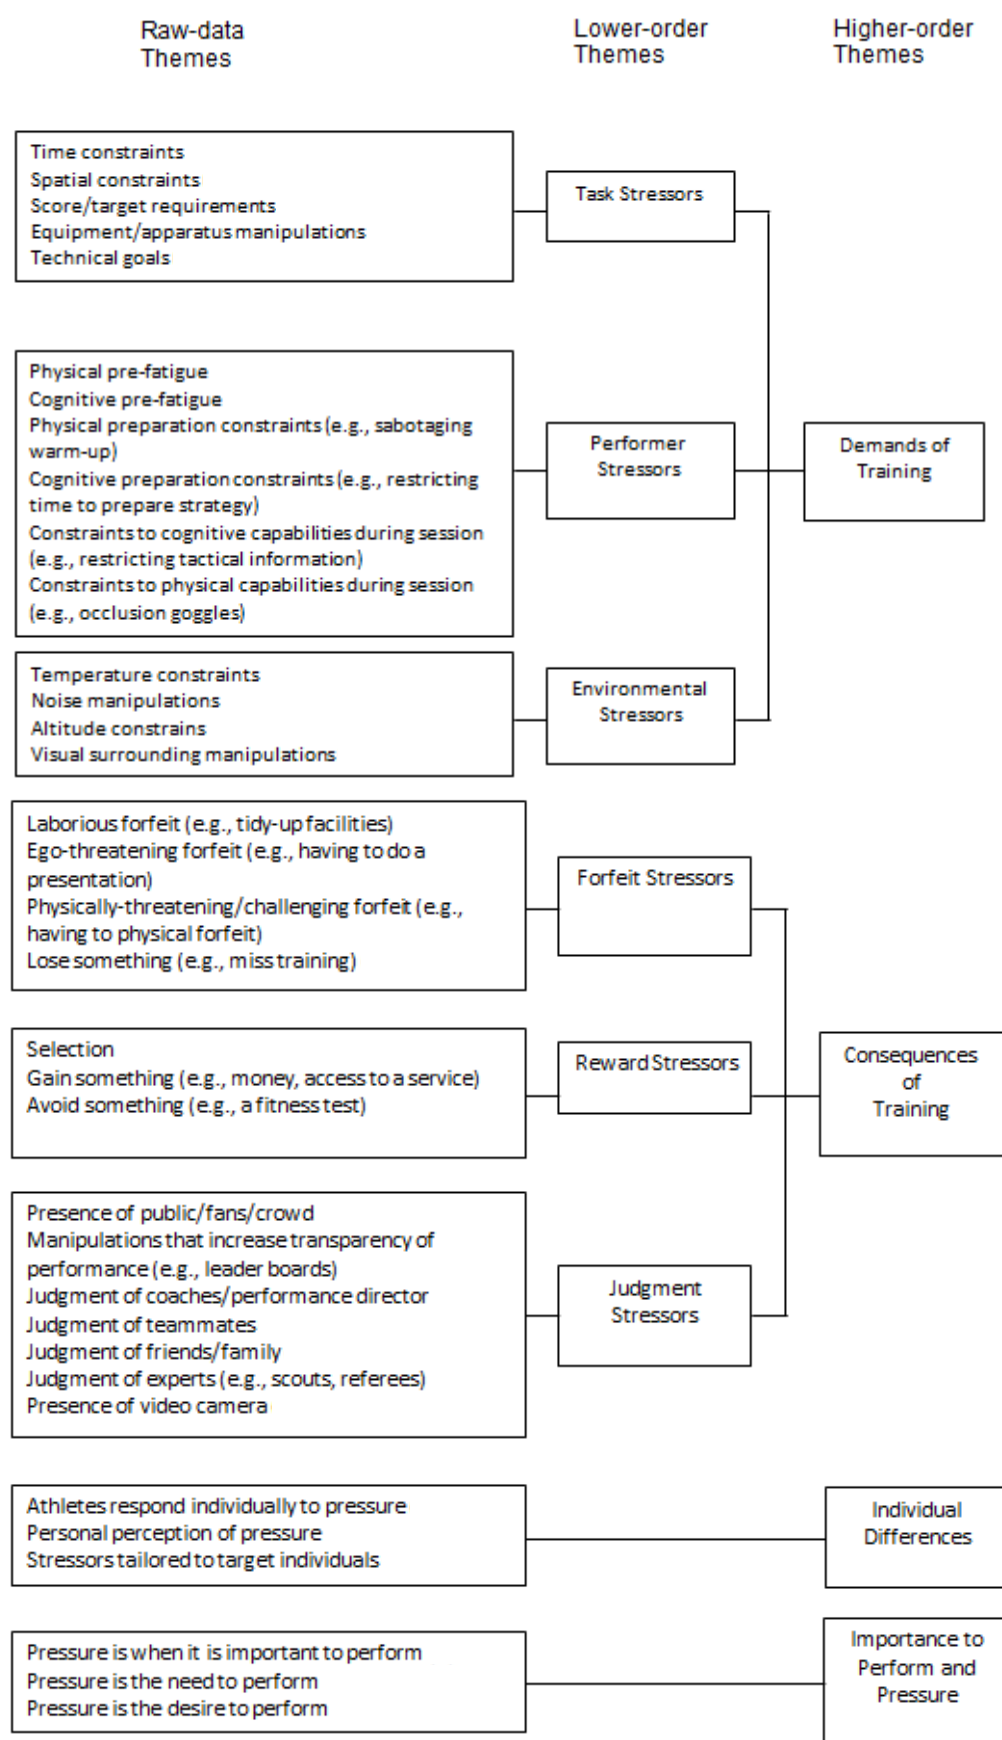 Raw-data
Themes
Lower-order
Themes
Higher-order
Themes
Time constraints
Spatial constraints
Score/target requirements
Equipment/apparatus manipulations
Technical goals
Task Stressors
Physical pre-fatigue
Cognitive pre-fatigue
Physical preparation constraints (e.g., sabotaging
warm-up)
Cognitive preparation constraints (e.g., restricting
time to prepare strategy)
Constraints to cognitive capabilities during session
(e.g., restricting tactical information)
Constraints to physical capabilities during session
(e.g., occlusion goggles)
Performer
Stressors
Demands of
Training
Temperature constraints
Noise manipulations
Altitude constrains
Visual surrounding manipulations
Environmental
Stressors
Laborious forfeit (e.g., tidy-up facilities)
Ego-threatening forfeit (e.g., having to do a
presentation)
Physically-threatening/challenging forfeit (e.g.,
having to physical forfeit)
Lose something (e.g., miss training)
Forfeit Stressors
Selection
Gain something (e.g., money, access to a service)
Avoid something (e.g., a fitness test)
Reward Stressors
Consequences
of
Training
Presence of public/fans/crowd
Manipulations that increase transparency of
performance (e.g., leader boards)
Judgment of coaches/performance director
Judgment of teammates
Judgment of friends/family
Judgment of experts (e.g., scouts, referees)
Presence of video camera
Judgment
Stressors
Athletes respond individually to pressure
Personal perception of pressure
Stressors tailored to target individuals
Individual
Differences
Pressure is when it is important to perform
Pressure is the need to perform
Pressure is the desire to perform
Importance to
Perform and
Pressure